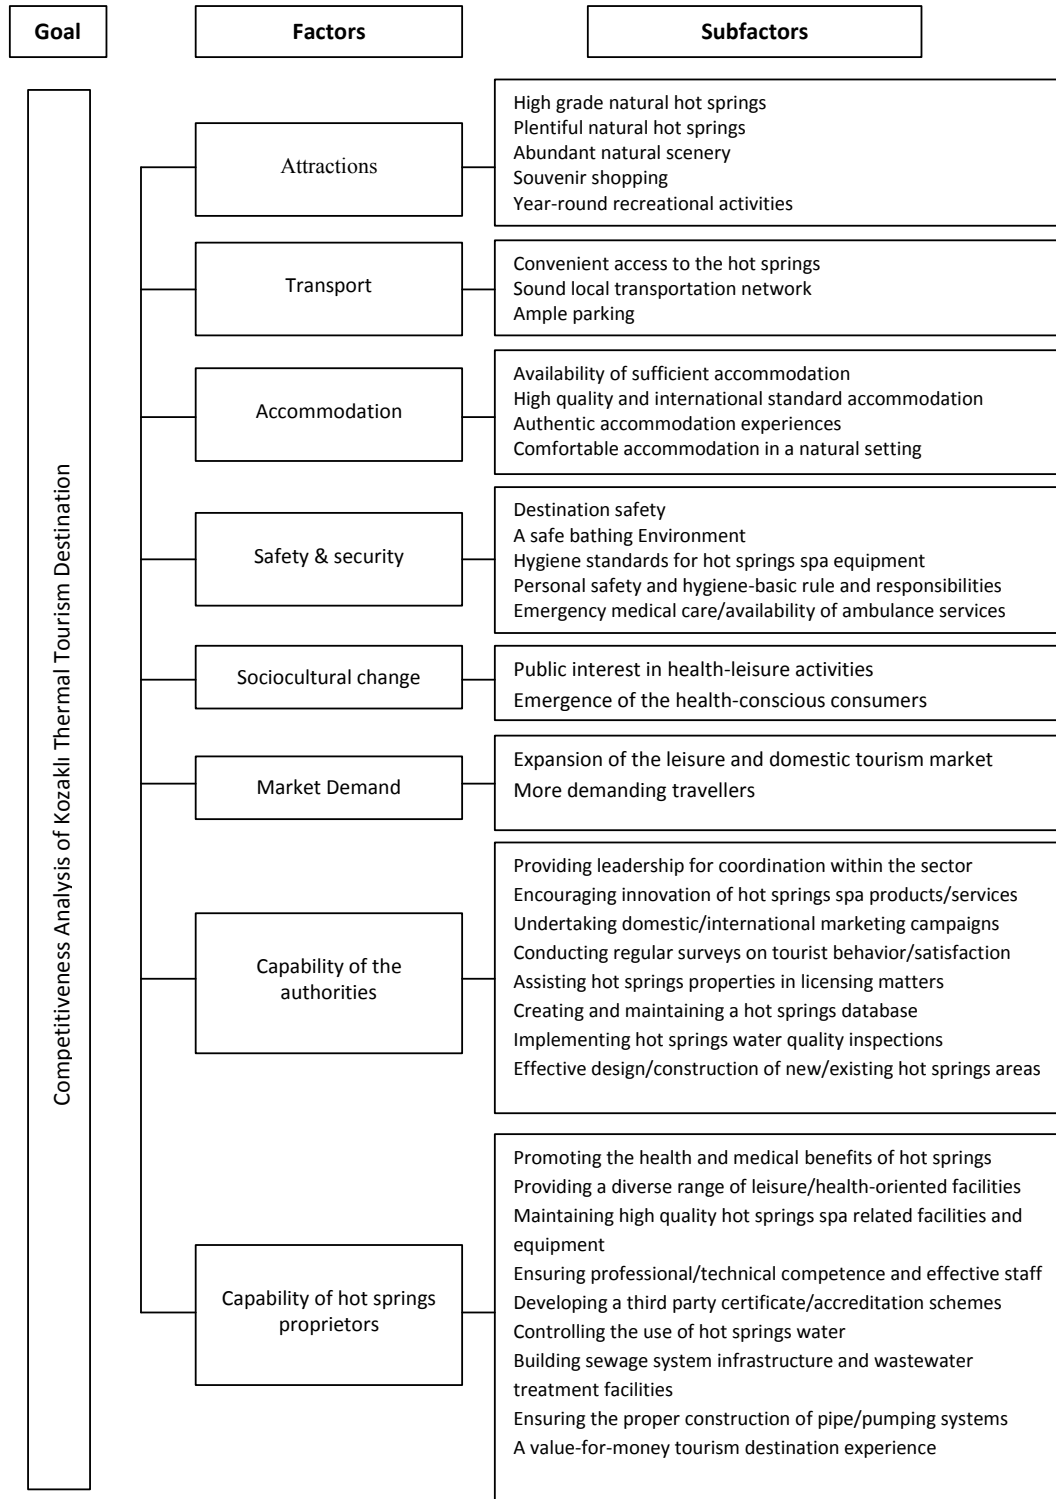 Goal
Factors
Subfactors
Competitiveness Analysis of Kozaklı Thermal Tourism Destination
Attractions
High grade natural hot springs
Plentiful natural hot springs
Abundant natural scenery
Souvenir shopping
Year-round recreational activities
Transport
Convenient access to the hot springs
Sound local transportation network
Ample parking
Accommodation
Availability of sufficient accommodation
High quality and international standard accommodation
Authentic accommodation experiences
Comfortable accommodation in a natural setting
Safety & security
Destination safety
A safe bathing Environment
Hygiene standards for hot springs spa equipment
Personal safety and hygiene-basic rule and responsibilities
Emergency medical care/availability of ambulance services
Sociocultural change
Public interest in health-leisure activities
Emergence of the health-conscious consumers
Market Demand
Expansion of the leisure and domestic tourism market
More demanding travellers
Capability of the
authorities
Providing leadership for coordination within the sector
Encouraging innovation of hot springs spa products/services
Undertaking domestic/international marketing campaigns
Conducting regular surveys on tourist behavior/satisfaction
Assisting hot springs properties in licensing matters
Creating and maintaining a hot springs database
Implementing hot springs water quality inspections
Effective design/construction of new/existing hot springs areas
Capability of hot springs
proprietors
Promoting the health and medical benefits of hot springs
Providing a diverse range of leisure/health-oriented facilities
Maintaining high quality hot springs spa related facilities and
equipment
Ensuring professional/technical competence and effective staff
Developing a third party certificate/accreditation schemes
Controlling the use of hot springs water
Building sewage system infrastructure and wastewater
treatment facilities
Ensuring the proper construction of pipe/pumping systems
A value-for-money tourism destination experience